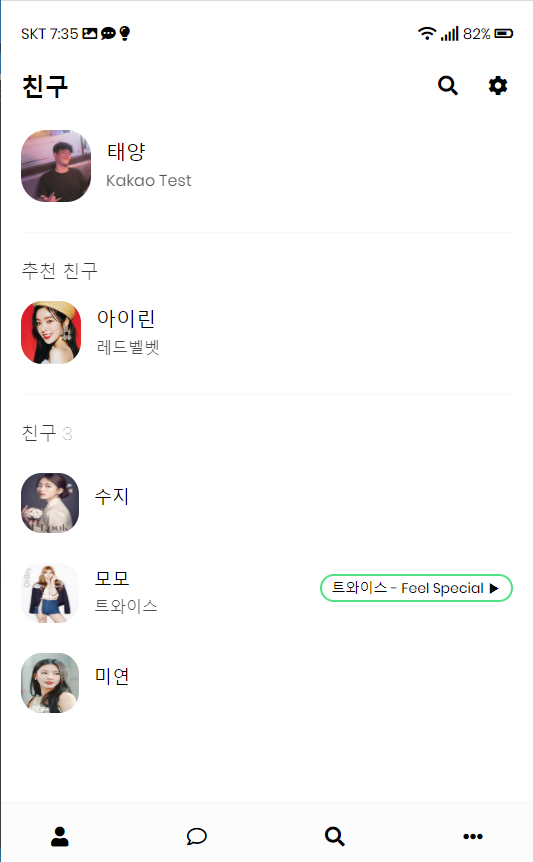 SKT 7:35 82%
친구
태양
Kakao Test
추천 친구
아이린
레드벨벳
친구 3
수지
모모
트와이스
트와이스 - Feel Special ▶
미연